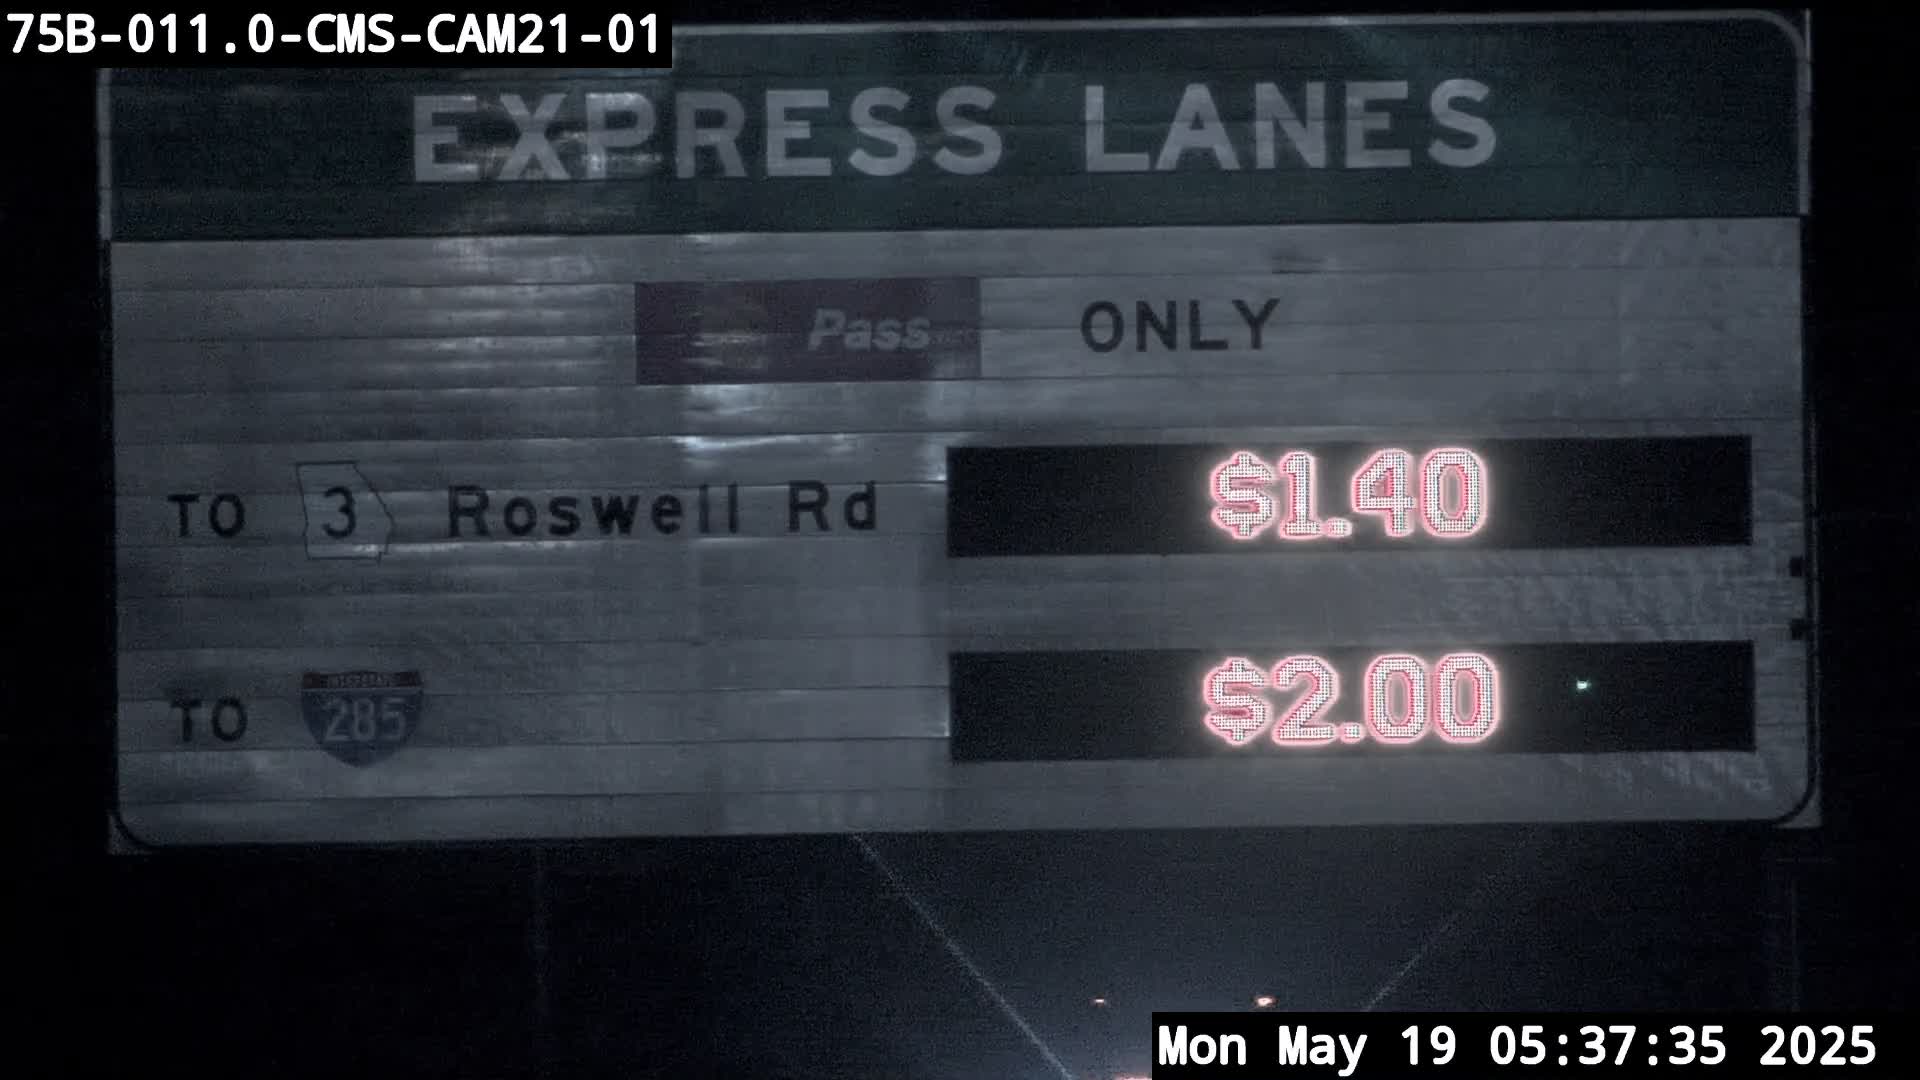 75B-011.0-CMS-CAM21-01
EXPRESS LANES
Pass ONLY
TO 3 Roswell Rd $1.40
INTERSTATE
TO 285 $2.00
Mon May 19 05:37:35 2025